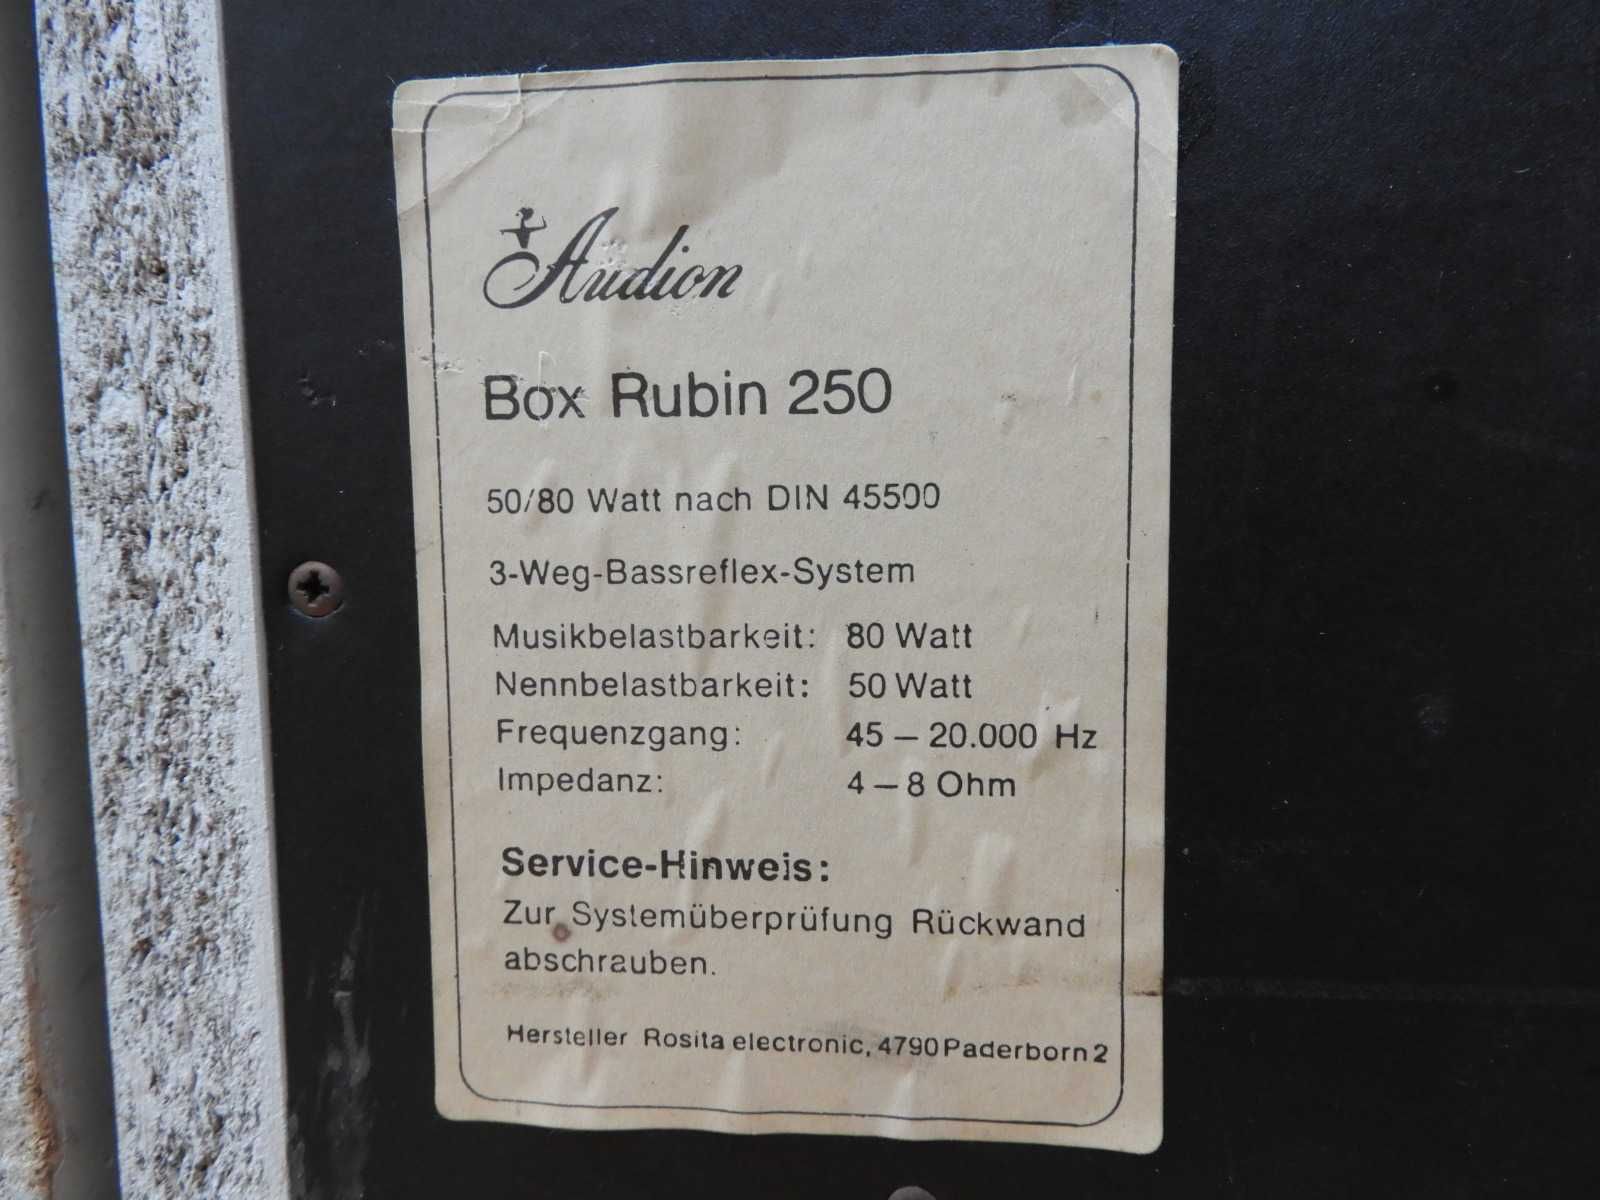 Audion
Box Rubin 250
50/80 Watt nach DIN 45500
3-Weg-Bassreflex-System
Musikbelastbarkeit: 80 Watt
Nennbelastbarkeit: 50 Watt
Frequenzgang: 45 – 20.000 Hz
Impedanz: 4 – 8 Ohm
Service-Hinweis:
Zur Systemüberprüfung Rückwand
abschrauben.
Hersteller Rosita electronic, 4790 Paderborn 2